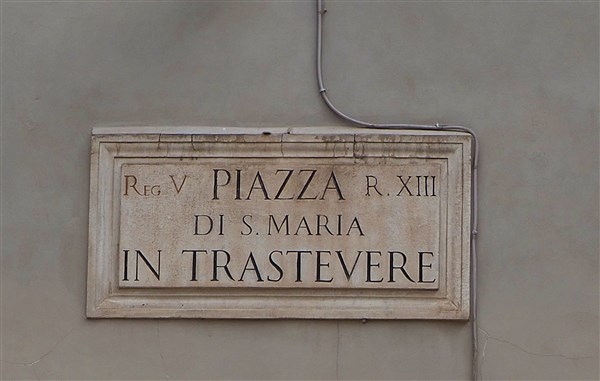 Reg V PIAZZA R. XIII
DI S. MARIA
IN TRASTEVERE